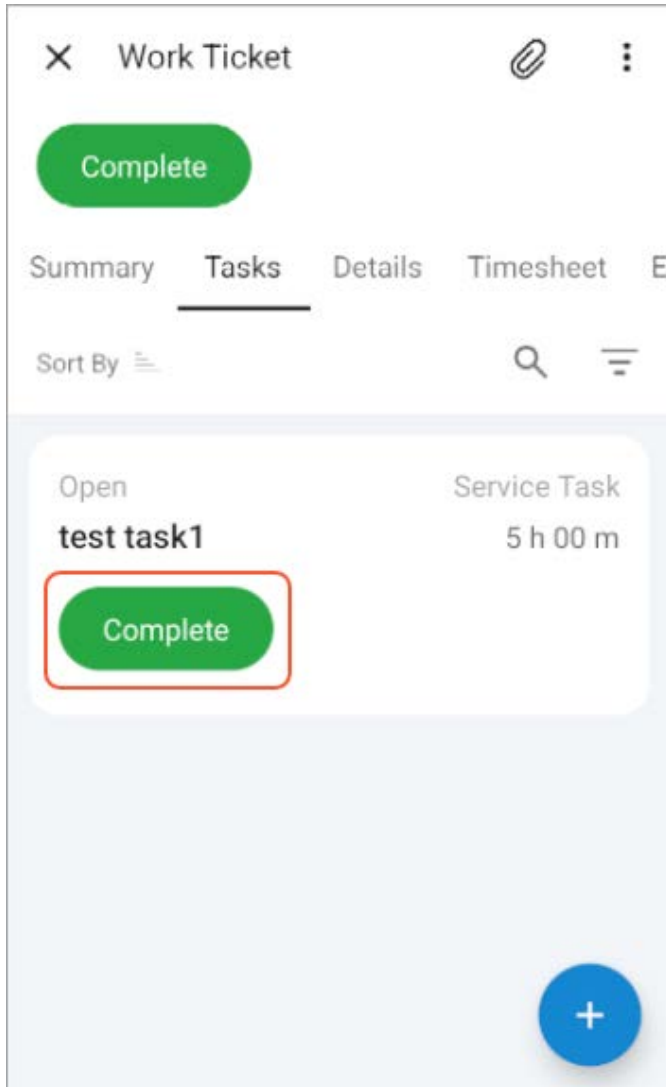 Work Ticket
Complete
Summary Tasks Details Timesheet E
Sort By
Open Service Task
test task1 5 h 00 m
Complete